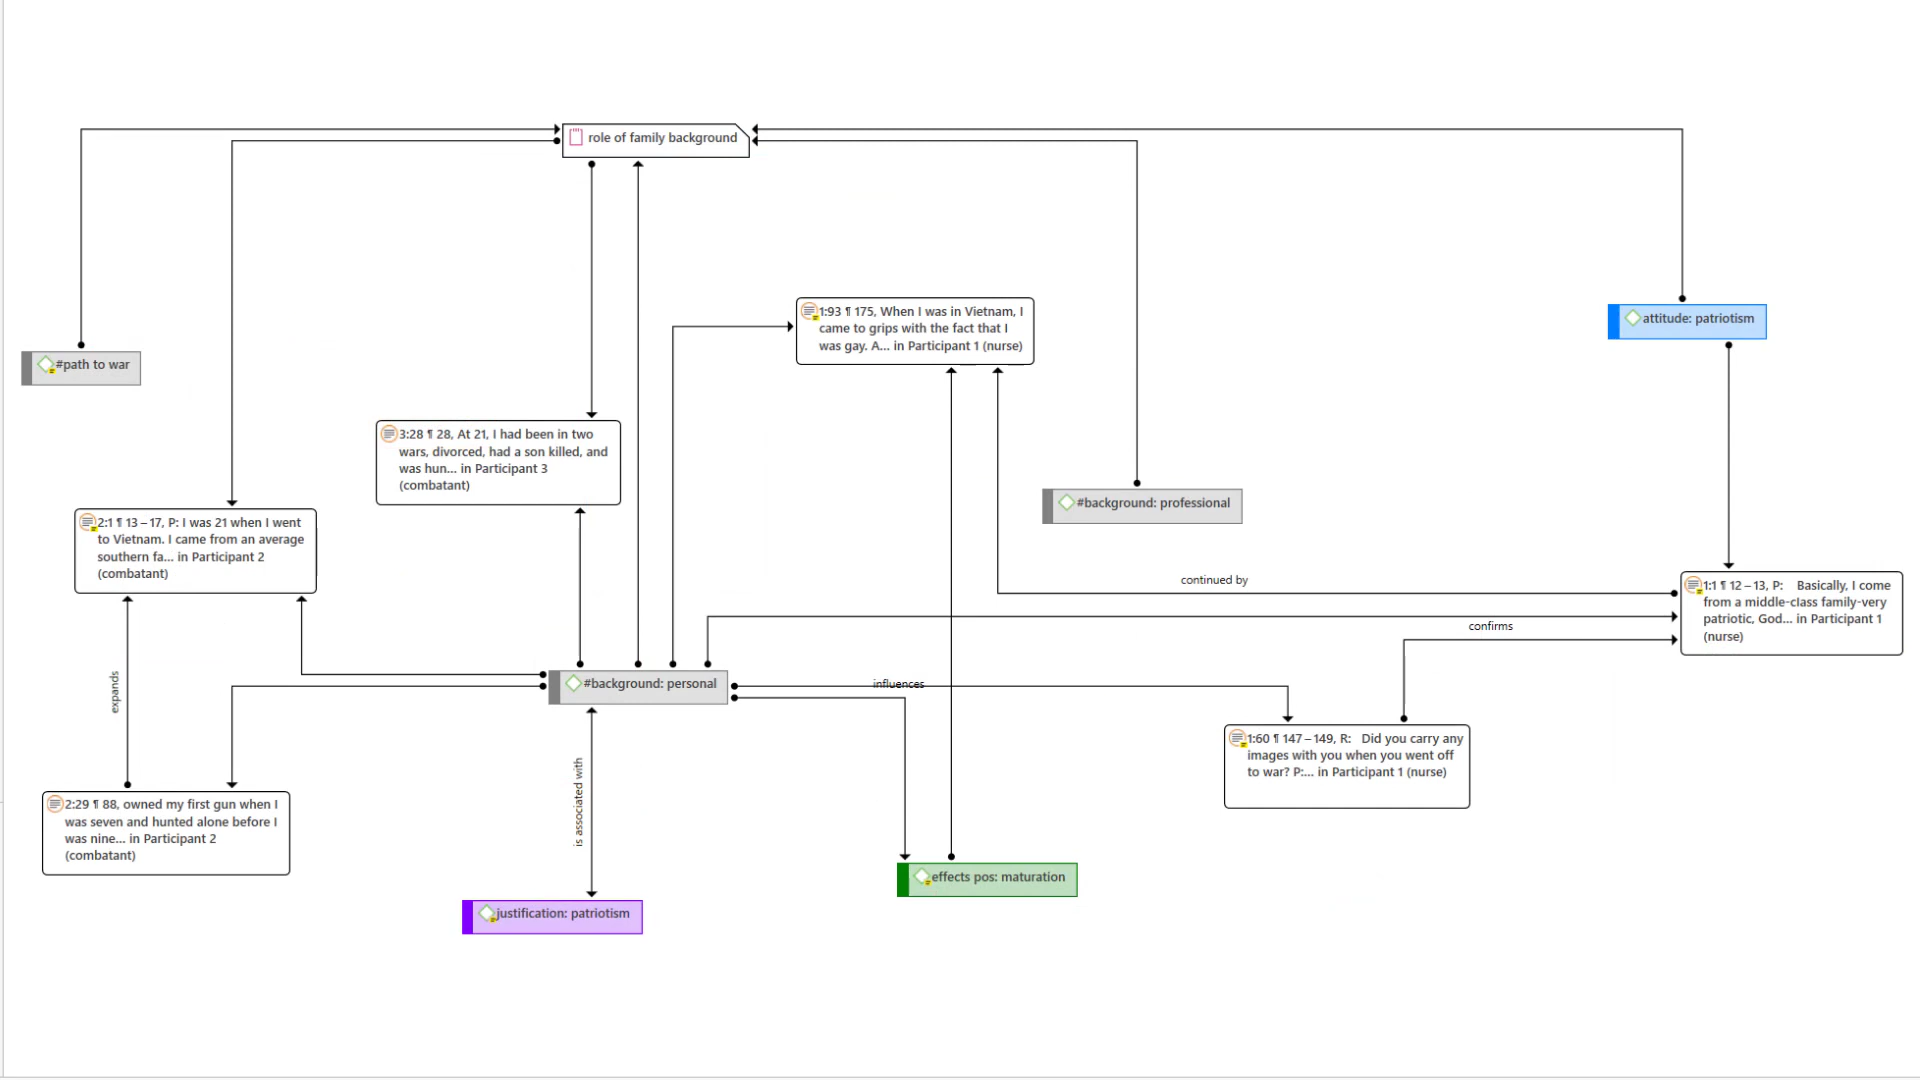 role of family background
1:93 ¶ 175, When I was in Vietnam, I
came to grips with the fact that I
was gay. A... in Participant 1 (nurse)
attitude: patriotism
#path to war
3:28 ¶ 28, At 21, I had been in two
wars, divorced, had a son killed, and
was hun... in Participant 3
(combatant)
#background: professional
2:1 ¶ 13 – 17, P: I was 21 when I went
to Vietnam. I came from an average
southern fa... in Participant 2
(combatant)
continued by
1:1 ¶ 12 – 13, P: Basically, I come
from a middle-class family-very
patriotic, God... in Participant 1
(nurse)
confirms
expands
#background: personal
influences
1:60 ¶ 147 – 149, R: Did you carry any
images with you when you went off
to war? P:... in Participant 1 (nurse)
is associated with
2:29 ¶ 88, owned my first gun when I
was seven and hunted alone before I
was nine... in Participant 2
(combatant)
effects pos: maturation
justification: patriotism